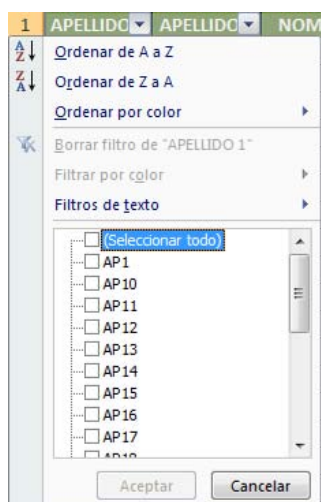 1 APELLIDO APELLIDO NOM
Ordenar de A a Z
Ordenar de Z a A
Ordenar por color
Borrar filtro de "APELLIDO 1"
Filtrar por color
Filtros de texto
(Seleccionar todo)
AP1
AP10
AP11
AP12
AP13
AP14
AP15
AP16
AP17
Aceptar Cancelar